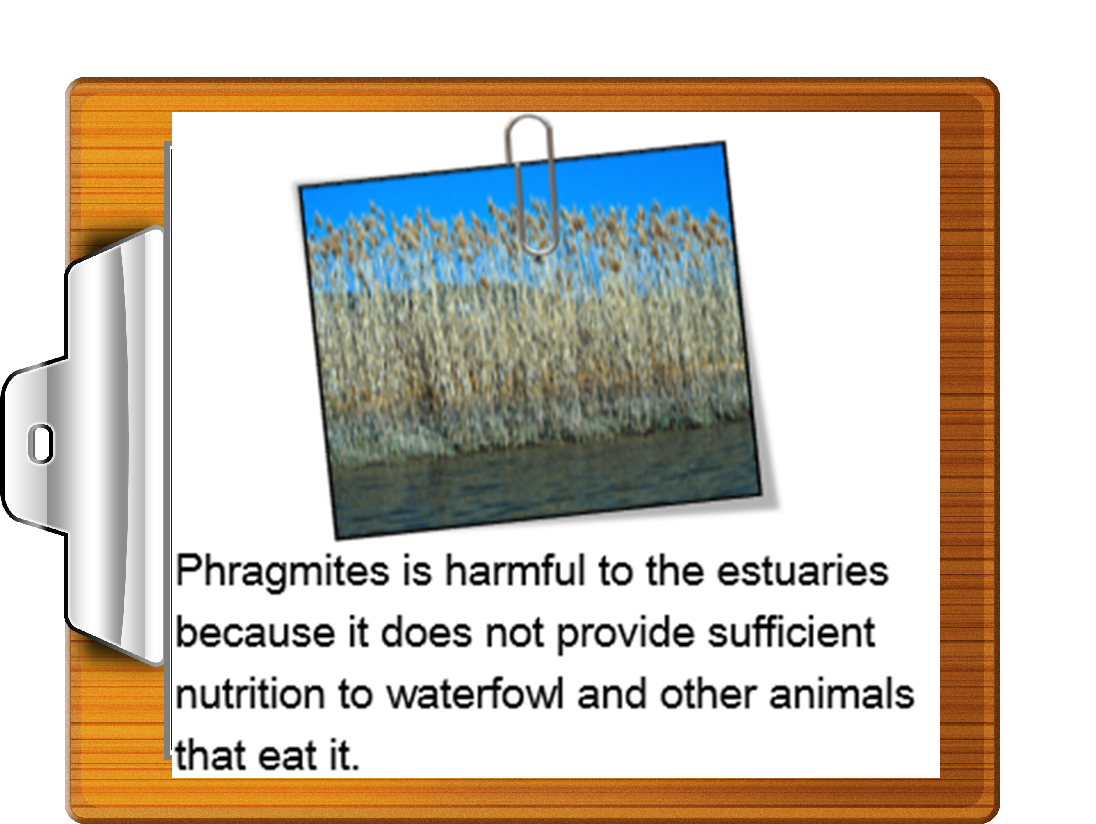 Phragmites is harmful to the estuaries
because it does not provide sufficient
nutrition to waterfowl and other animals
that eat it.